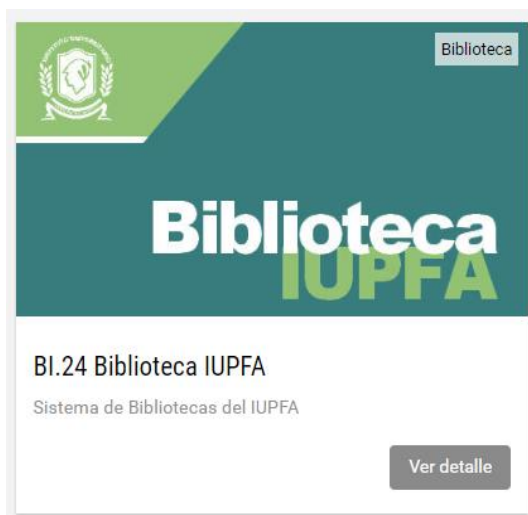 Biblioteca
Biblioteca
IUPFA
BI.24 Biblioteca IUPFA
Sistema de Bibliotecas del IUPFA
Ver detalle